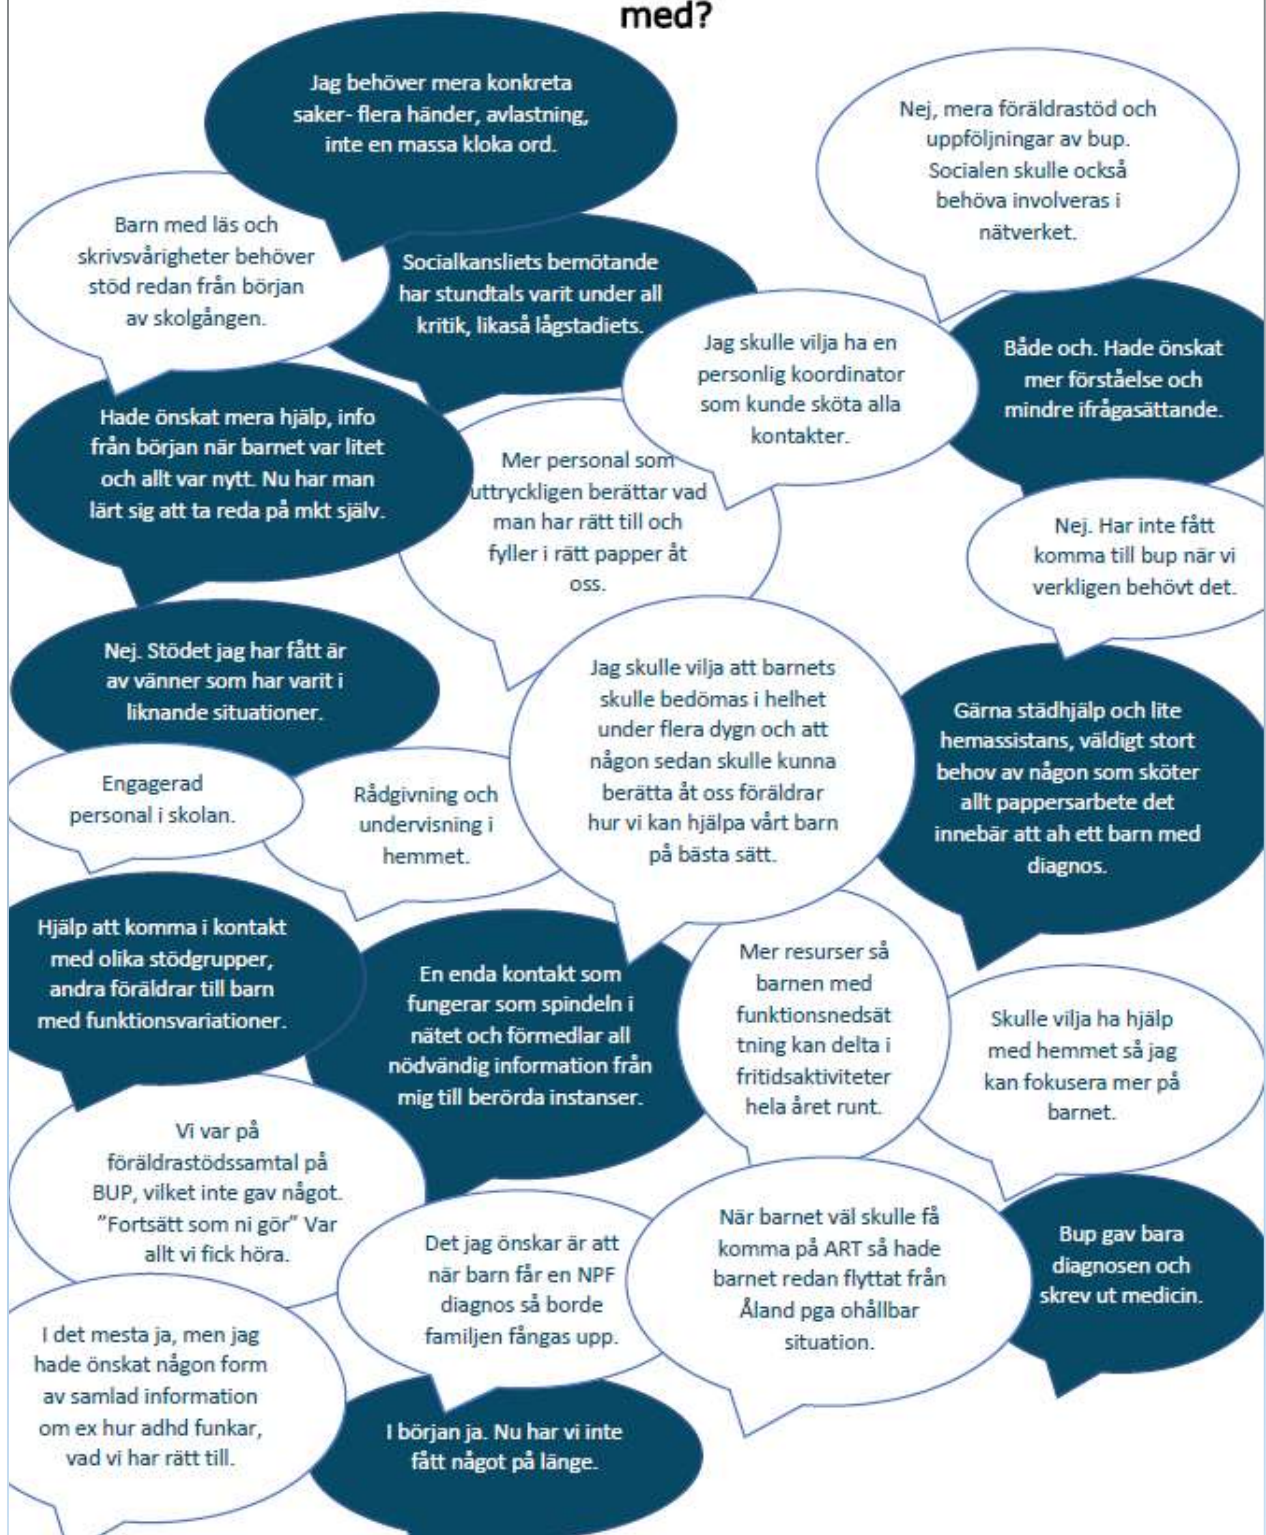 med?
Jag behöver mera konkreta
saker- flera händer, avlastning,
inte en massa kloka ord.
Nej, mera föräldrastöd och
uppföljningar av bup.
Socialen skulle också
behöva involveras i
nätverket.
Barn med läs och
skrivsvårigheter behöver
stöd redan från början
av skolgången.
Socialkansliets bemötande
har stundtals varit under all
kritik, likaså lågstadiets.
Jag skulle vilja ha en
personlig koordinator
som kunde sköta alla
kontakter.
Både och. Hade önskat
mer förståelse och
mindre ifrågasättande.
Hade önskat mera hjälp, info
från början när barnet var litet
och allt var nytt. Nu har man
lärt sig att ta reda på mkt själv.
Mer personal som
uttryckligen berättar vad
man har rätt till och
fyller i rätt papper åt
oss.
Nej. Har inte fått
komma till bup när vi
verkligen behövt det.
Nej. Stödet jag har fått är
av vänner som har varit i
liknande situationer.
Jag skulle vilja att barnets
skulle bedömas i helhet
under flera dygn och att
någon sedan skulle kunna
berätta åt oss föräldrar
hur vi kan hjälpa vårt barn
på bästa sätt.
Gärna städhjälp och lite
hemassistans, väldigt stort
behov av någon som sköter
allt pappersarbete det
innebär att ah ett barn med
diagnos.
Engagerad
personal i skolan.
Rådgivning och
undervisning i
hemmet.
Hjälp att komma i kontakt
med olika stödgrupper,
andra föräldrar till barn
med funktionsvariationer.
En enda kontakt som
fungerar som spindeln i
nätet och förmedlar all
nödvändig information från
mig till berörda instanser.
Mer resurser så
barnen med
funktionsnedsät
tning kan delta i
fritidsaktiviteter
hela året runt.
Skulle vilja ha hjälp
med hemmet så jag
kan fokusera mer på
barnet.
Vi var på
föräldrastödssamtal på
BUP, vilket inte gav något.
”Fortsätt som ni gör” Var
allt vi fick höra.
Det jag önskar är att
när barn får en NPF
diagnos så borde
familjen fångas upp.
När barnet väl skulle få
komma på ART så hade
barnet redan flyttat från
Åland pga ohållbar
situation.
Bup gav bara
diagnosen och
skrev ut medicin.
I det mesta ja, men jag
hade önskat någon form
av samlad information
om ex hur adhd funkar,
vad vi har rätt till.
I början ja. Nu har vi inte
fått något på länge.